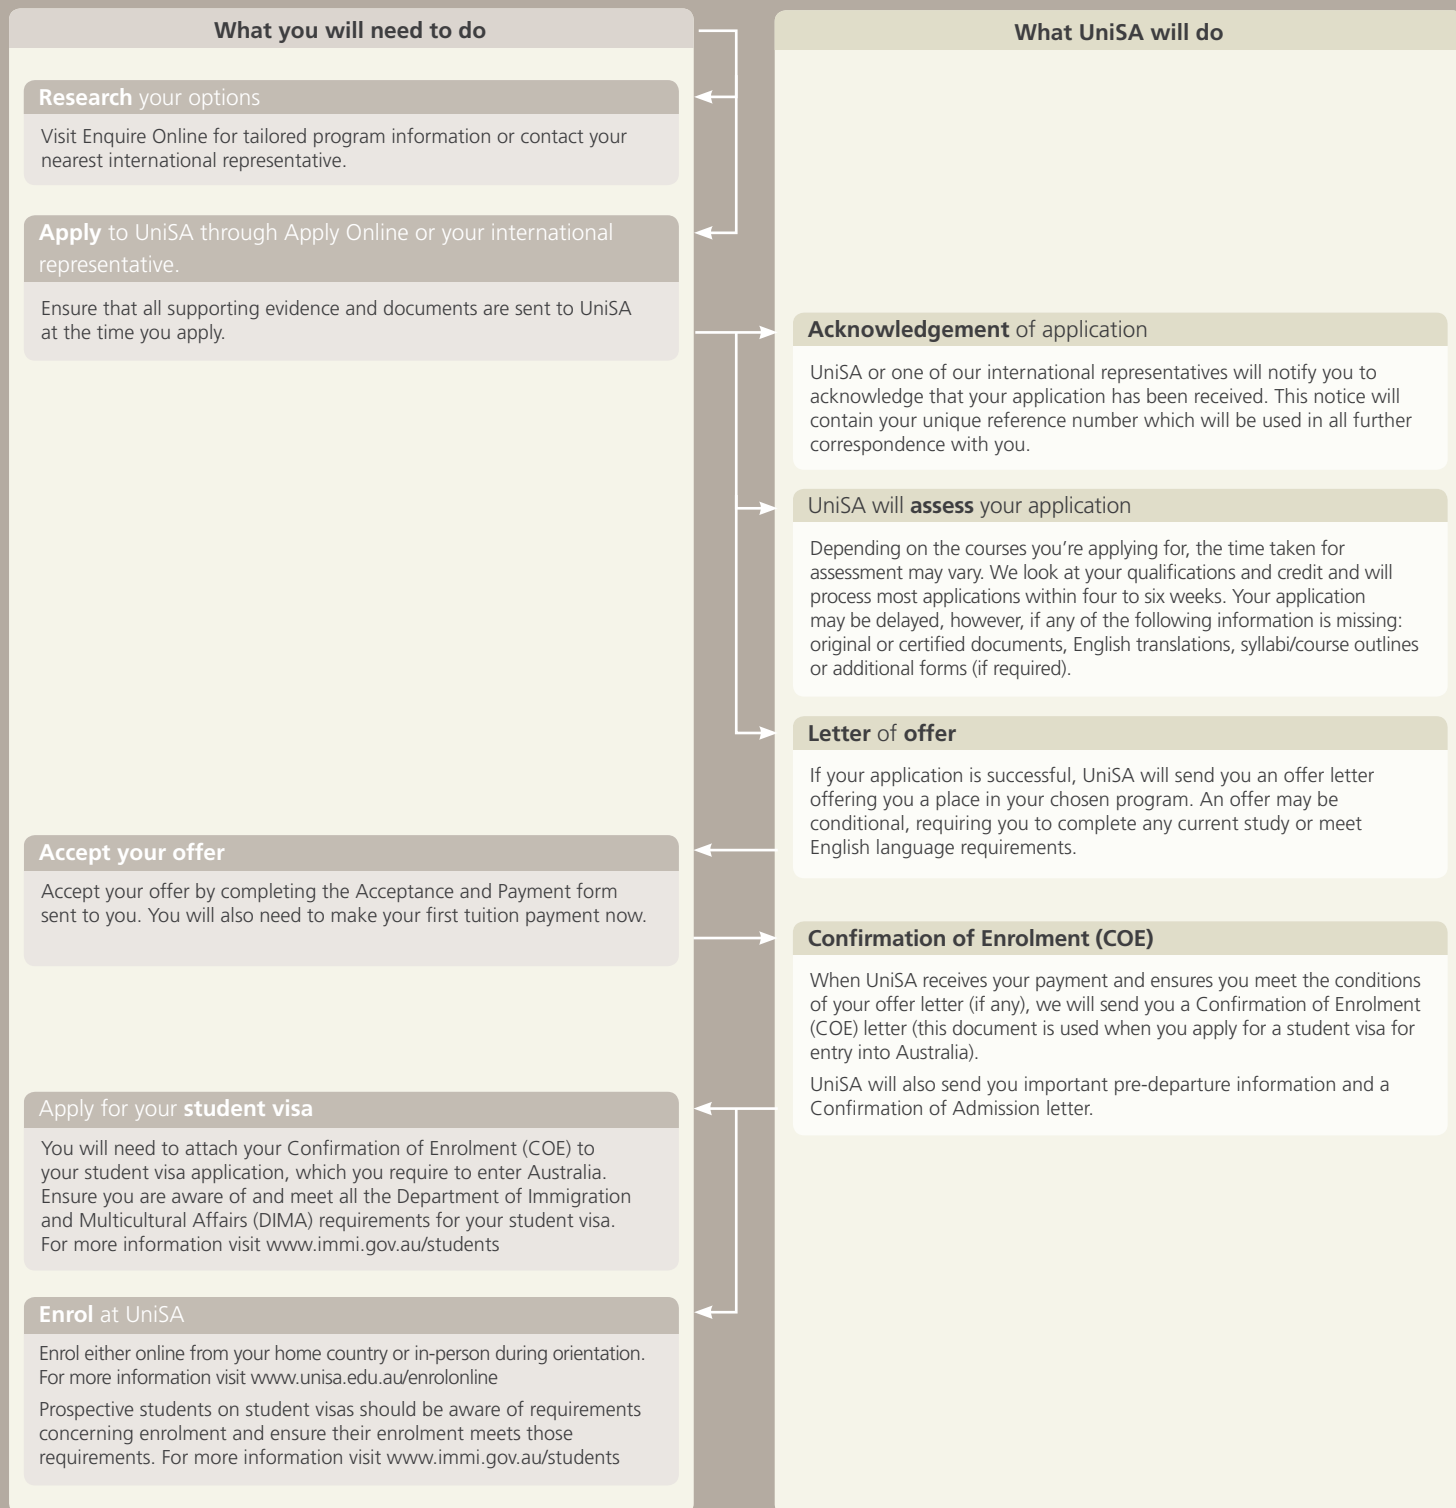 What you will need to do
Research your options
Visit Enquire Online for tailored program information or contact your
nearest international representative.
Apply to UniSA through Apply Online or your international
representative.
Ensure that all supporting evidence and documents are sent to UniSA
at the time you apply.
Accept your offer
Accept your offer by completing the Acceptance and Payment form
sent to you. You will also need to make your first tuition payment now.
Apply for your student visa
You will need to attach your Confirmation of Enrolment (COE) to
your student visa application, which you require to enter Australia.
Ensure you are aware of and meet all the Department of Immigration
and Multicultural Affairs (DIMA) requirements for your student visa.
For more information visit www.immi.gov.au/students
Enrol at UniSA
Enrol either online from your home country or in-person during orientation.
For more information visit www.unisa.edu.au/enrolonline
Prospective students on student visas should be aware of requirements
concerning enrolment and ensure their enrolment meets those
requirements. For more information visit www.immi.gov.au/students
What UniSA will do
Acknowledgement of application
UniSA or one of our international representatives will notify you to
acknowledge that your application has been received. This notice will
contain your unique reference number which will be used in all further
correspondence with you.
UniSA will assess your application
Depending on the courses you're applying for, the time taken for
assessment may vary. We look at your qualifications and credit and will
process most applications within four to six weeks. Your application
may be delayed, however, if any of the following information is missing:
original or certified documents, English translations, syllabi/course outlines
or additional forms (if required).
Letter of offer
If your application is successful, UniSA will send you an offer letter
offering you a place in your chosen program. An offer may be
conditional, requiring you to complete any current study or meet
English language requirements.
Confirmation of Enrolment (COE)
When UniSA receives your payment and ensures you meet the conditions
of your offer letter (if any), we will send you a Confirmation of Enrolment
(COE) letter (this document is used when you apply for a student visa for
entry into Australia).
UniSA will also send you important pre-departure information and a
Confirmation of Admission letter.